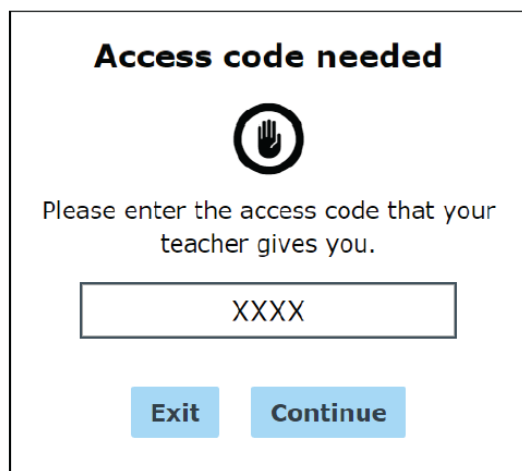 Access code needed
Please enter the access code that your
teacher gives you.
XXXX
Exit
Continue